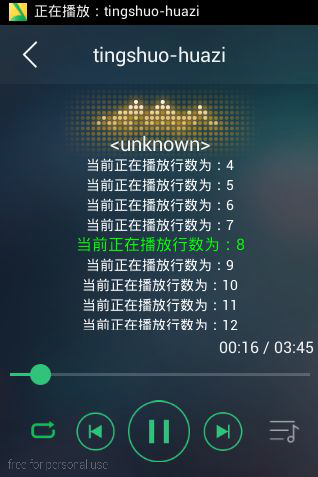 正在播放：tingshuo-huazi
tingshuo-huazi
<unknown>
当前正在播放行数为：4
当前正在播放行数为：5
当前正在播放行数为：6
当前正在播放行数为：7
当前正在播放行数为：8
当前正在播放行数为：9
当前正在播放行数为：10
当前正在播放行数为：11
当前正在播放行数为：12
00:16 / 03:45
free for personal use